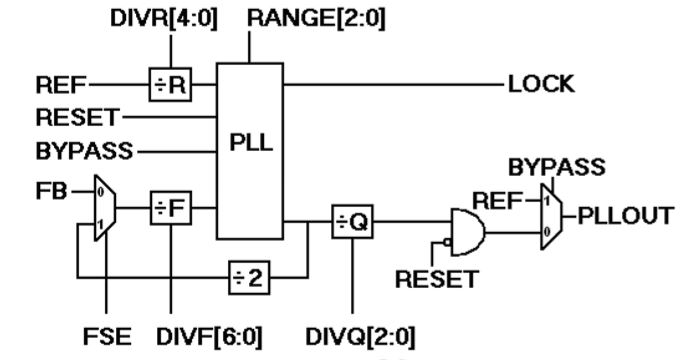 DIVR[4:0] RANGE[2:0]
REF ÷R LOCK
RESET
BYPASS PLL
BYPASS
FB 0 ÷F REF 1 PLLOUT
1 ÷Q 0
÷2 RESET
FSE DIVF[6:0] DIVQ[2:0]